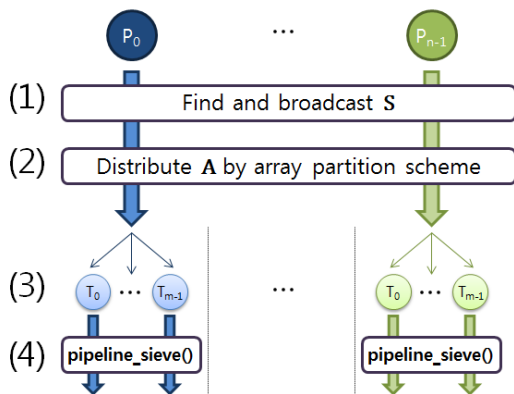 P0 ... Pn-1
(1) Find and broadcast S
(2) Distribute A by array partition scheme
(3) T0 ... Tm-1 ... T0 ... Tm-1
(4) pipeline_sieve() pipeline_sieve()